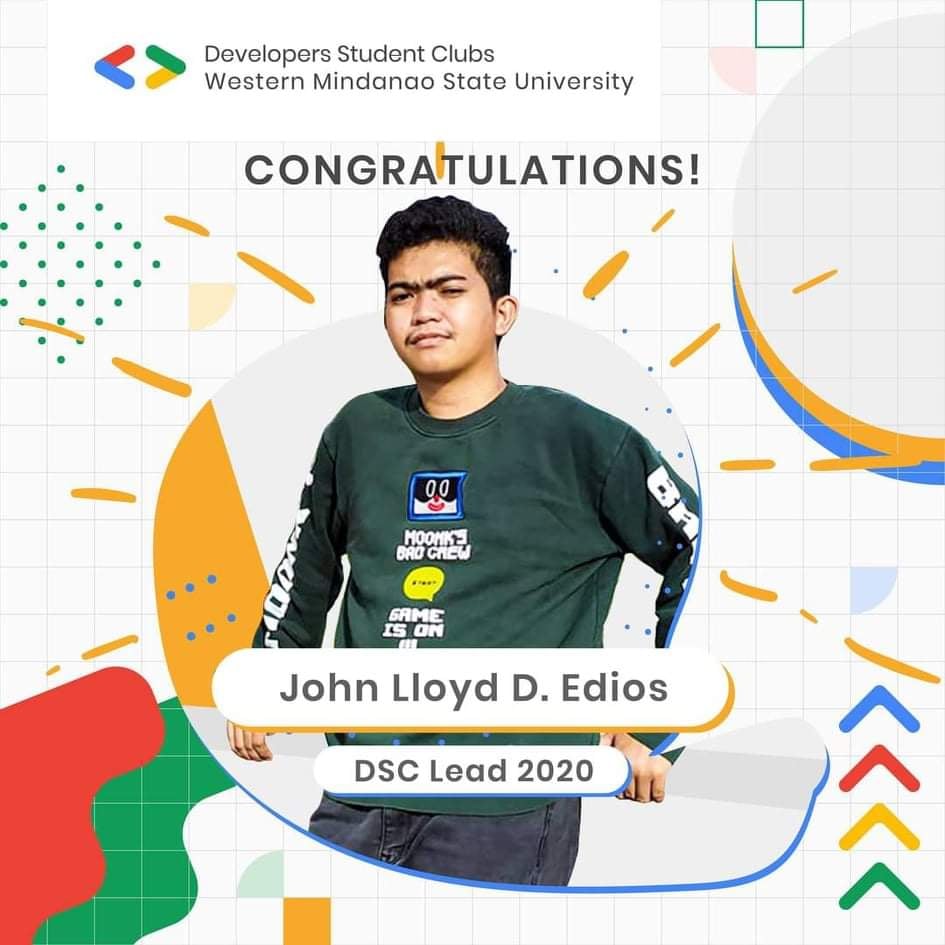 Developers Student Clubs
Western Mindanao State University
CONGRATULATIONS!
MOONK'S
BAD CREW
GAME
IS ON
John Lloyd D. Edios
DSC Lead 2020